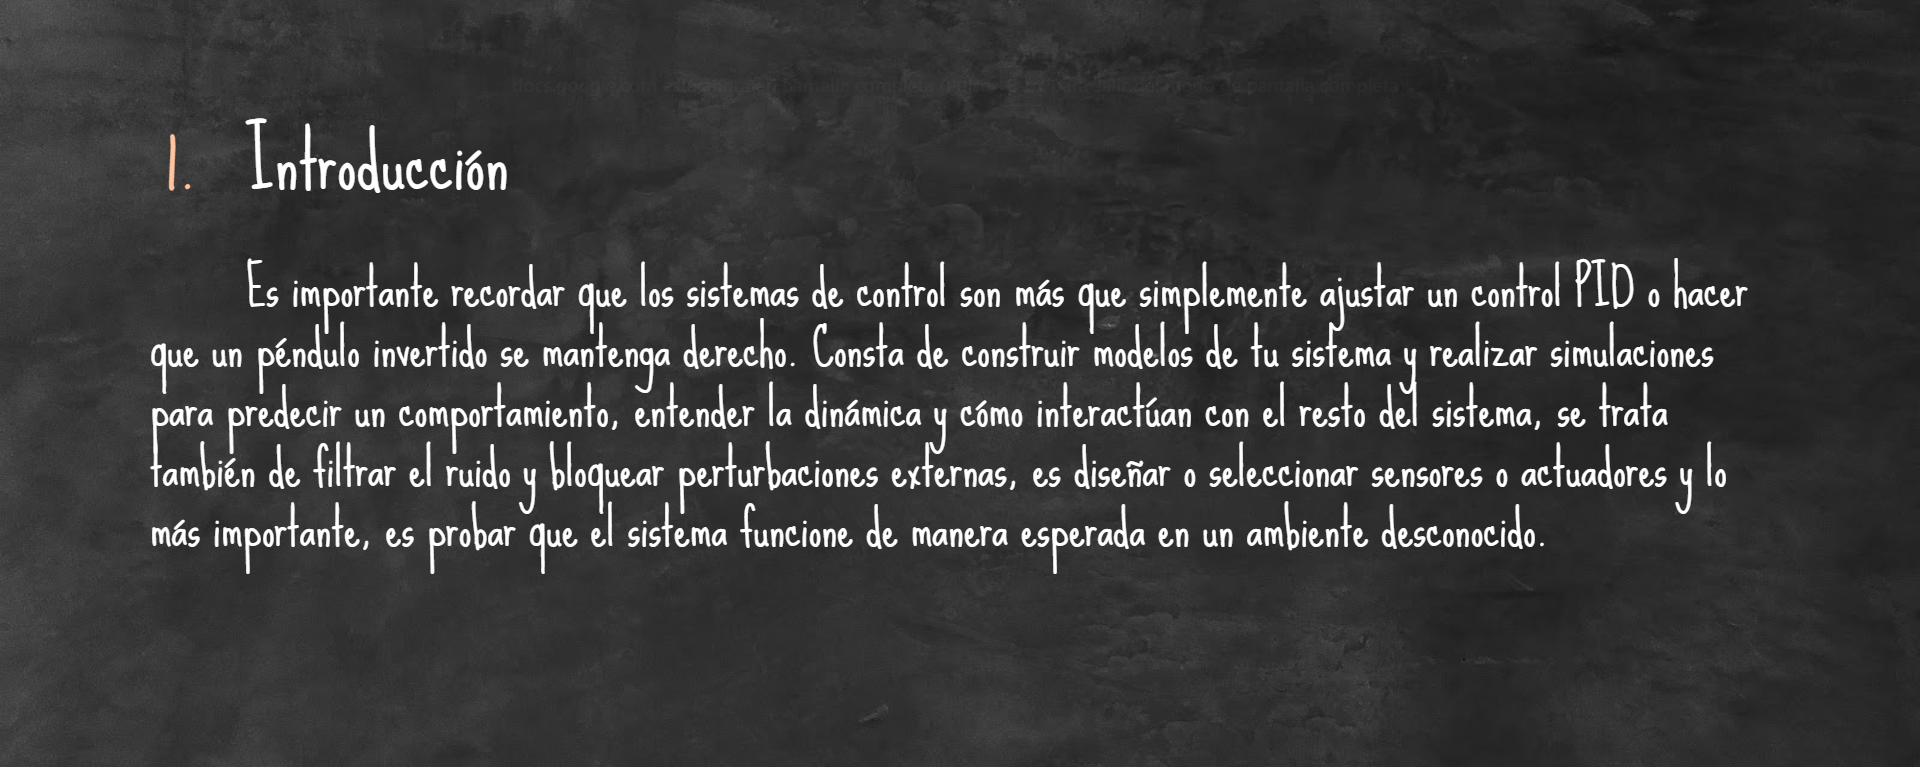 1. Introducción
Es importante recordar que los sistemas de control son más que simplemente ajustar un control PID o hacer
que un péndulo invertido se mantenga derecho. Consta de construir modelos de tu sistema y realizar simulaciones
para predecir un comportamiento, entender la dinámica y cómo interactúan con el resto del sistema, se trata
también de filtrar el ruido y bloquear perturbaciones externas, es diseñar o seleccionar sensores o actuadores y lo
más importante, es probar que el sistema funcione de manera esperada en un ambiente desconocido.